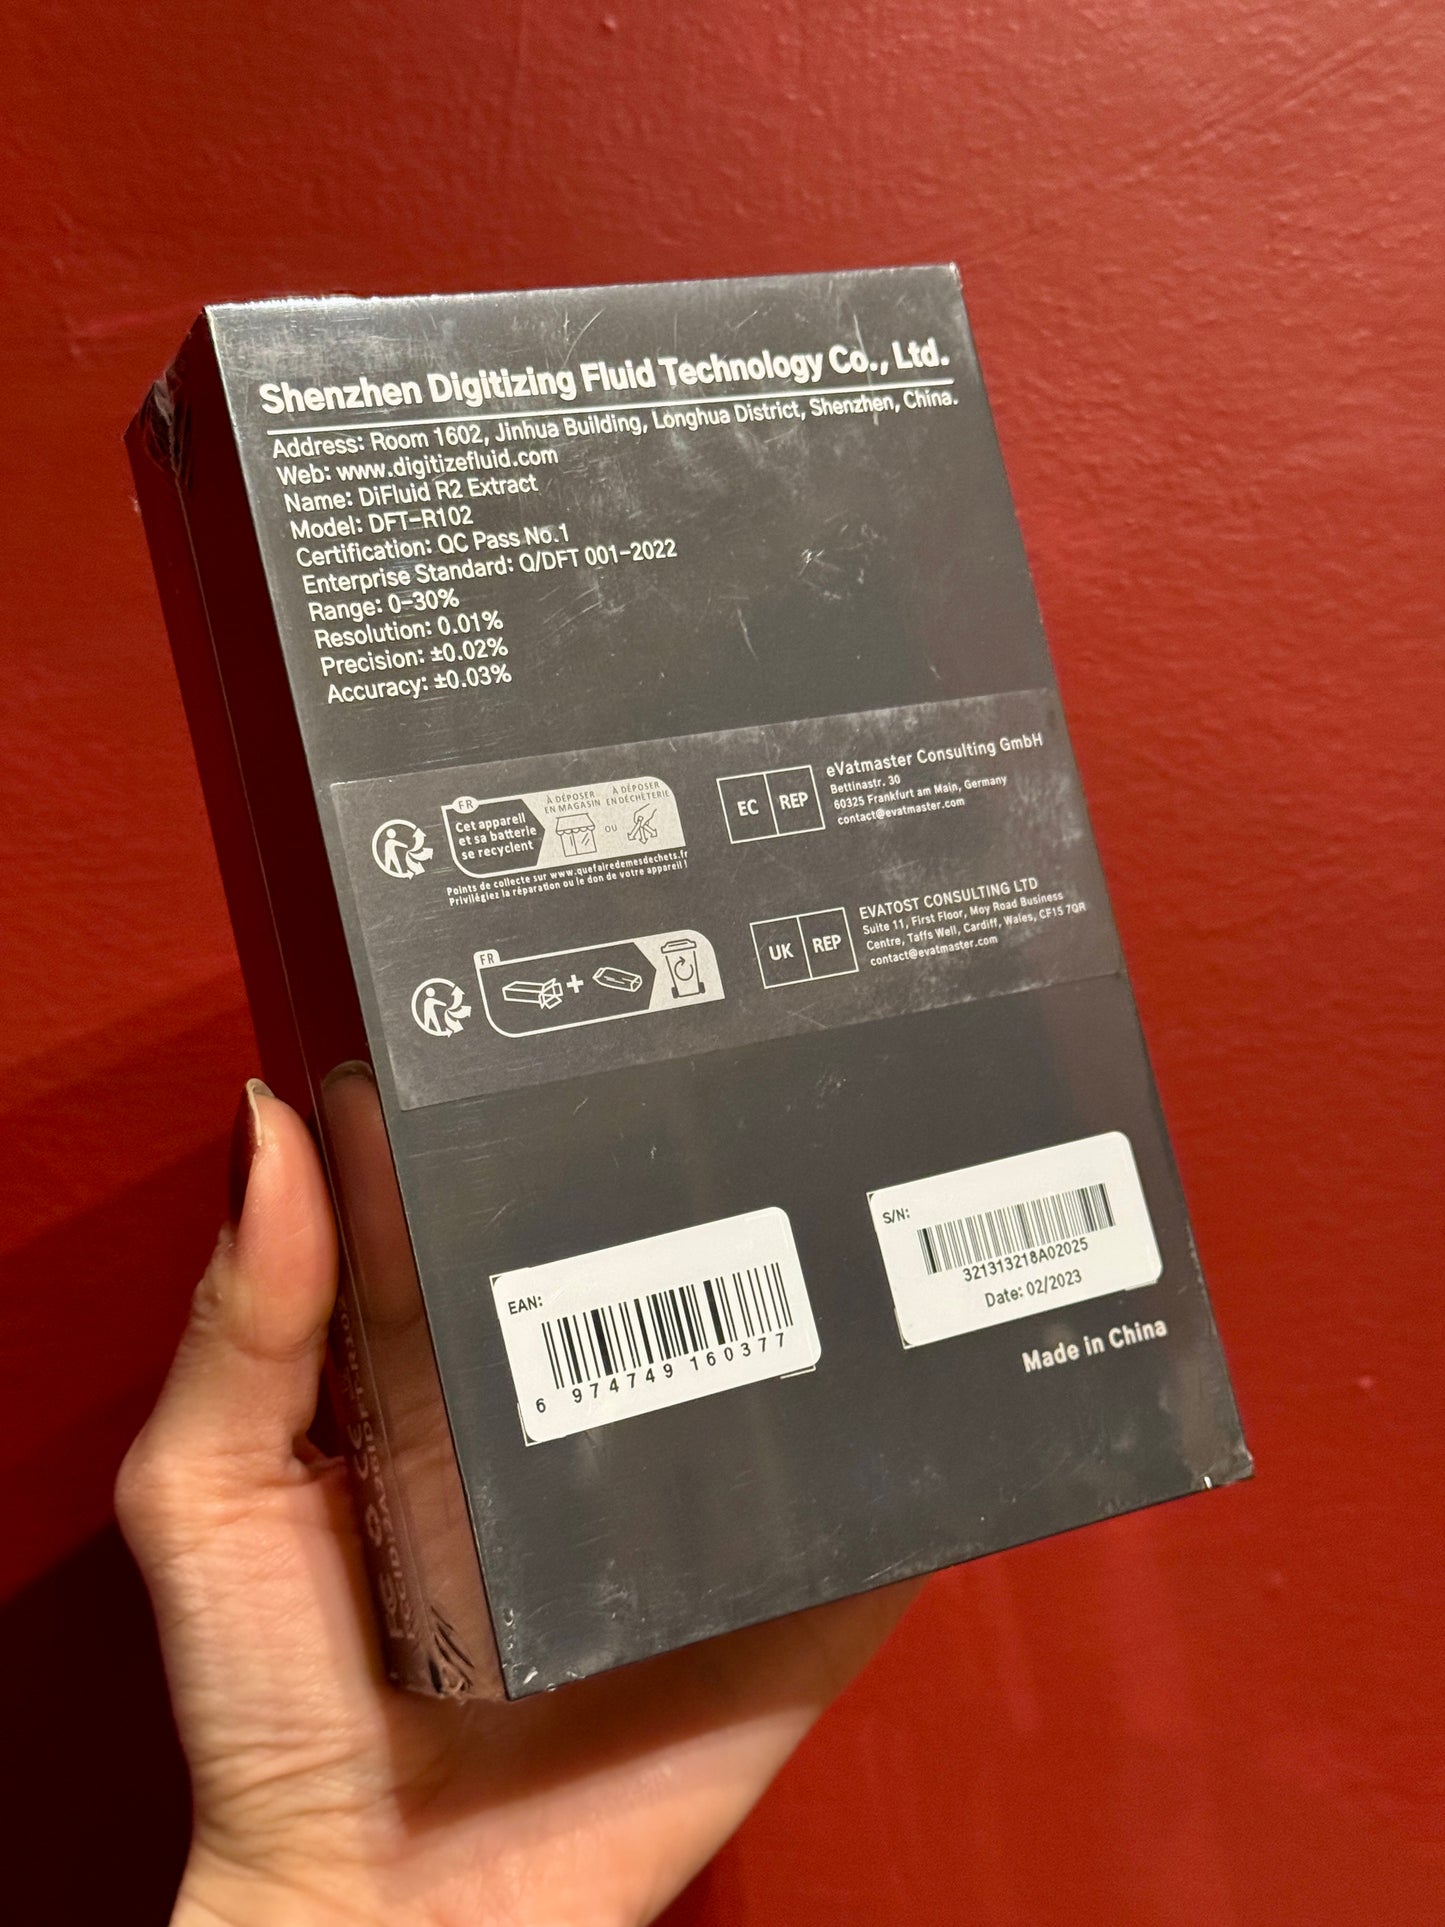 Shenzhen Digitizing Fluid Technology Co., Ltd.
Address: Room 1602, Jinhua Building, Longhua District, Shenzhen, China.
Web: www.digitizefluid.com
Name: DiFluid R2 Extract
Model: DFT-R102
Certification: QC Pass No.1
Enterprise Standard: Q/DFT 001-2022
Range: 0-30%
Resolution: 0.01%
Precision: ±0.02%
Accuracy: ±0.03%
FR
Cet appareil
et sa batterie
se recyclent
À DÉPOSER
EN MAGASIN
OU
À DÉPOSER
EN DÉCHÈTERIE
Points de collecte sur www.quefairedemesdechets.fr
Privilégiez la réparation ou le don de votre appareil !
EC REP
eVatmaster Consulting GmbH
Bettinastr. 30
60325 Frankfurt am Main, Germany
contact@evatmaster.com
FR
UK REP
EVATOST CONSULTING LTD
Suite 11, First Floor, Moy Road Business
Centre, Taffs Well, Cardiff, Wales, CF15 7QR
contact@evatmaster.com
EAN:
6 974749 160377
S/N:
321313218A02025
Date: 02/2023
Made in China